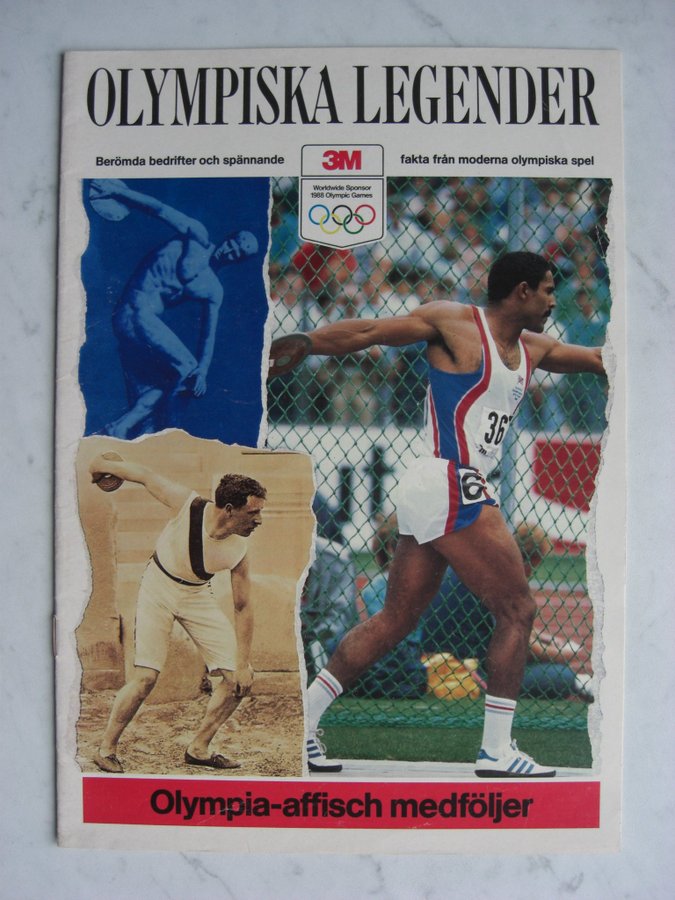 OLYMPISKA LEGENDER
Berömda bedrifter och spännande
fakta från moderna olympiska spel
3M
Worldwide Sponsor
1988 Olympic Games
6
Olympia-affisch medföljer